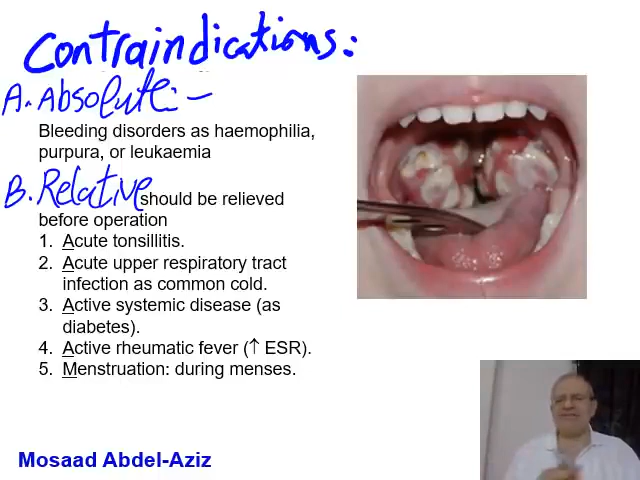 Contraindications:
A. Absolute: -
Bleeding disorders as haemophilia,
purpura, or leukaemia
B. Relative should be relieved
before operation
1. Acute tonsillitis.
2. Acute upper respiratory tract
infection as common cold.
3. Active systemic disease (as
diabetes).
4. Active rheumatic fever (↑ ESR).
5. Menstruation: during menses.
Mosaad Abdel-Aziz